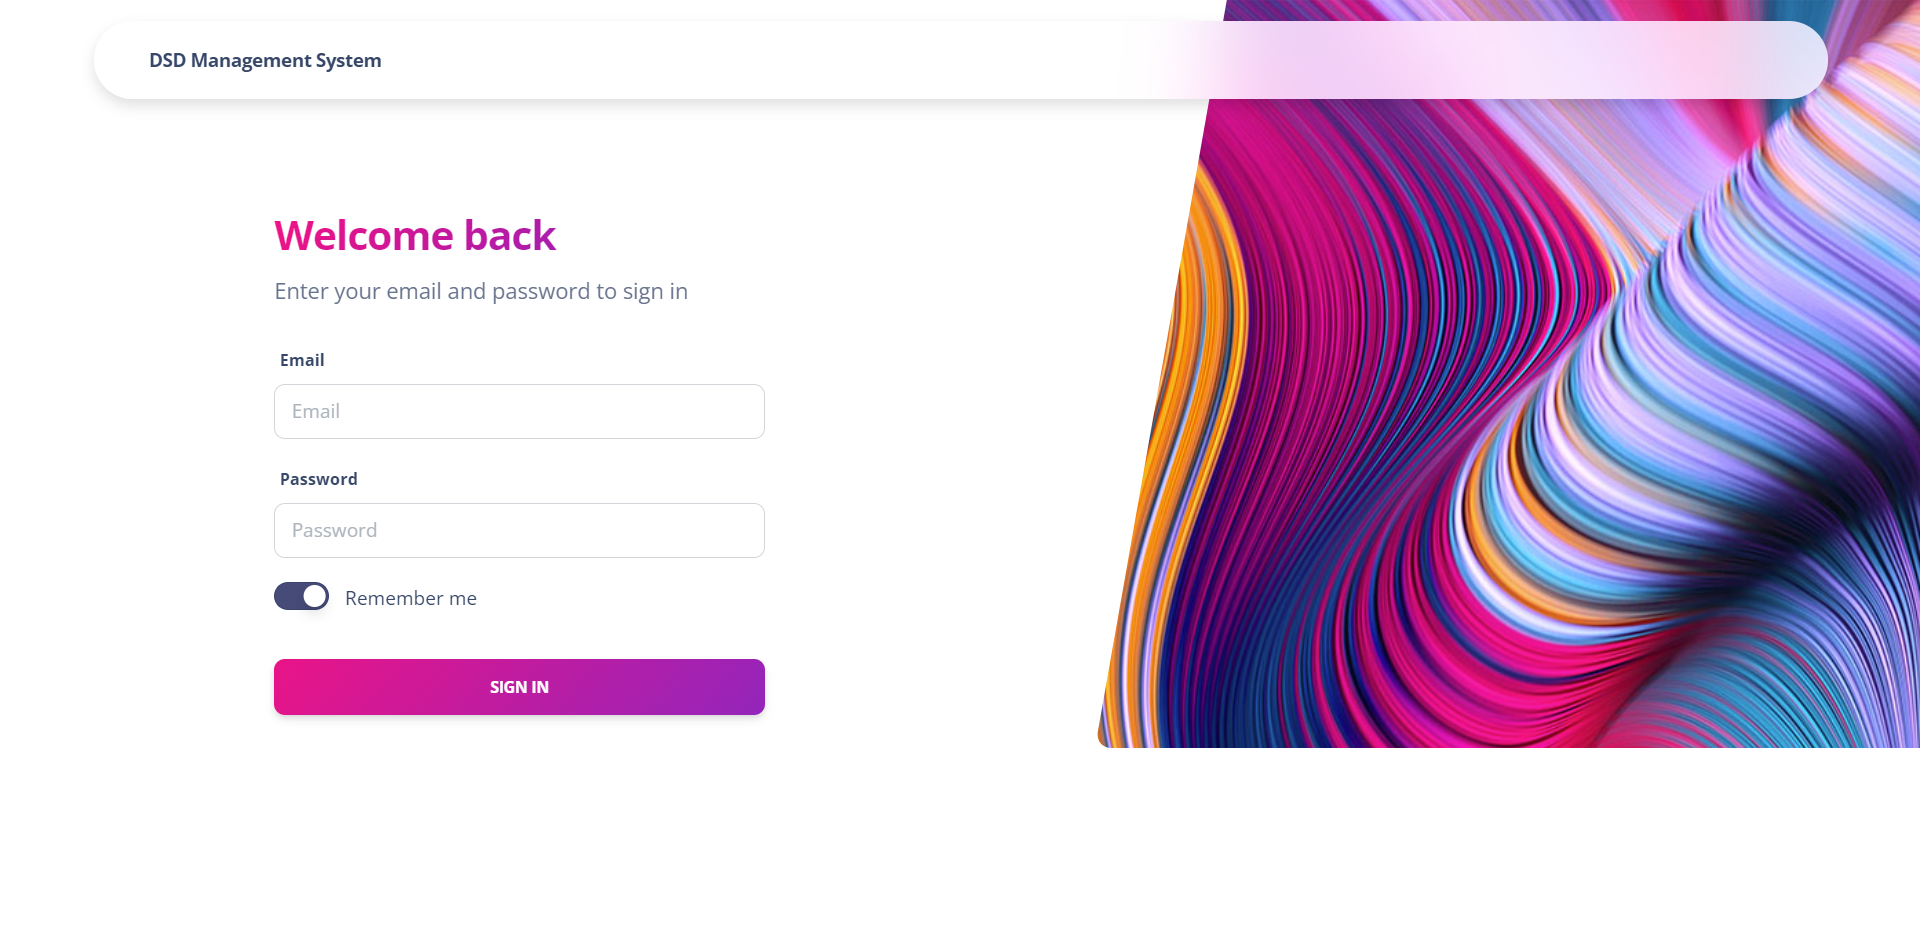 DSD Management System
Welcome back
Enter your email and password to sign in
Email
Email
Password
Password
Remember me
SIGN IN